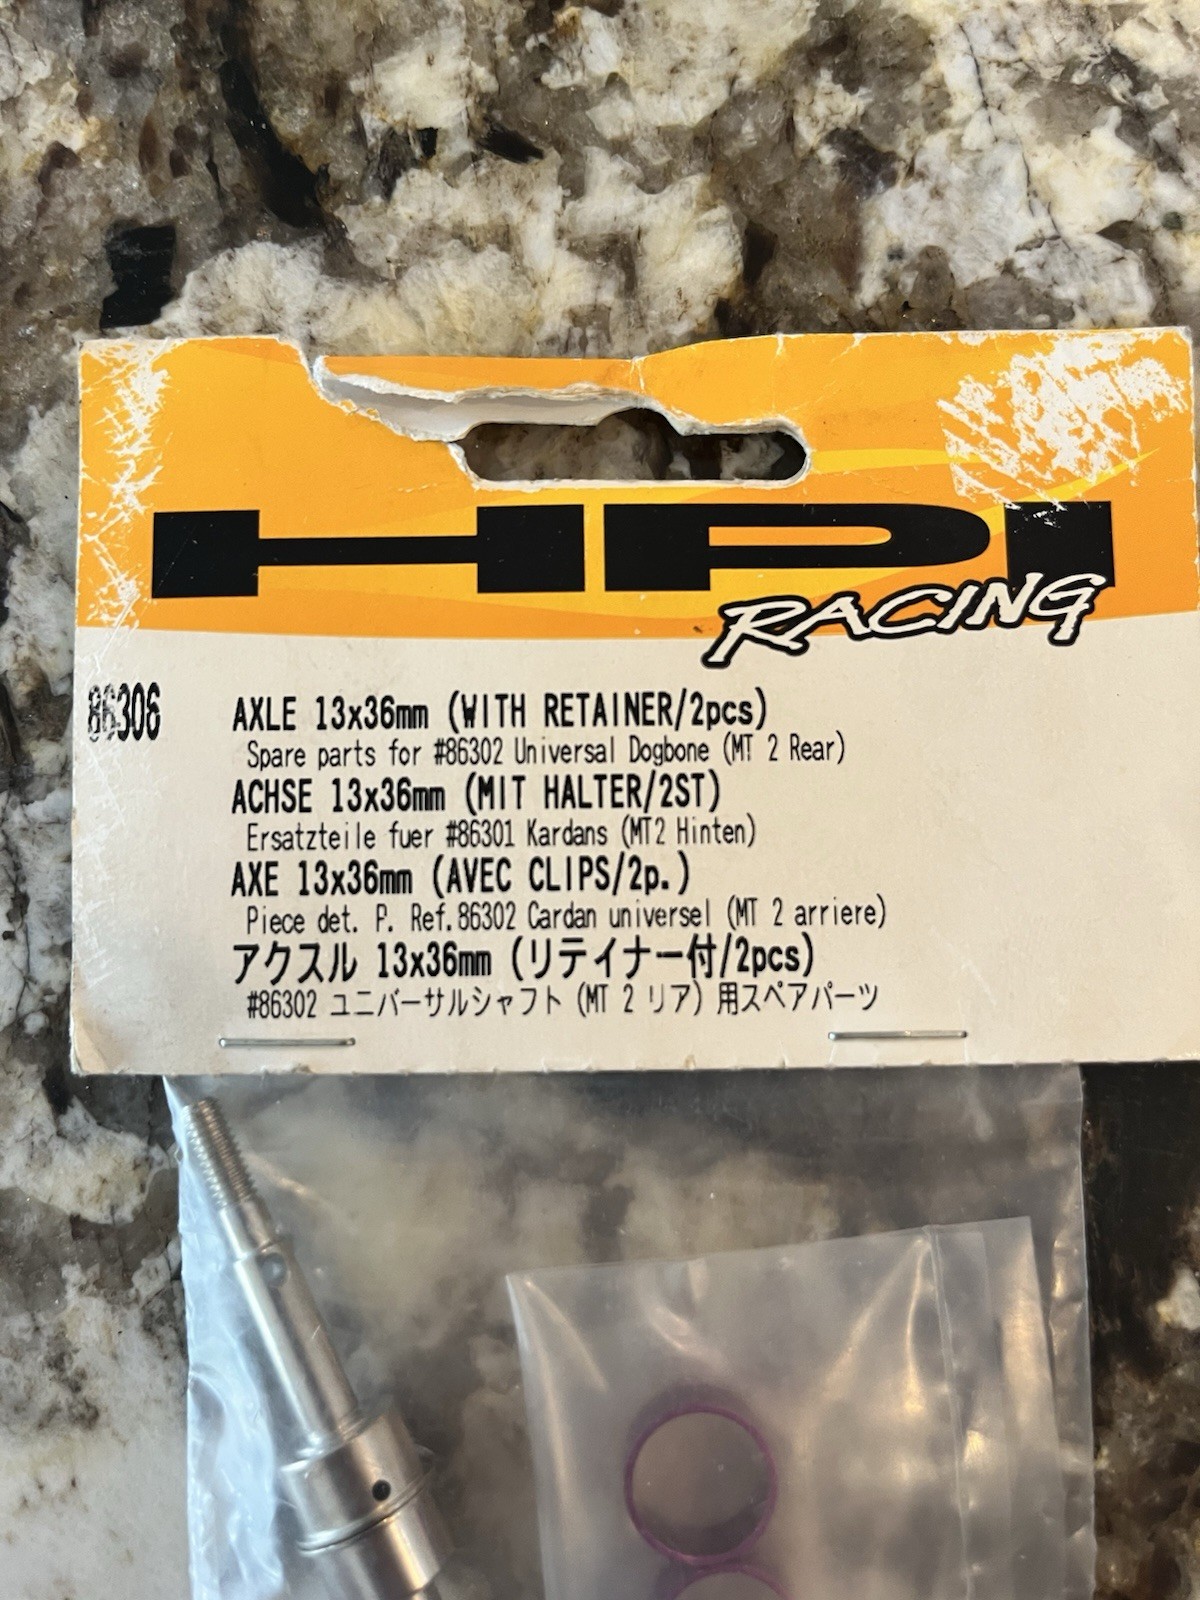 HPI
RACING
86306
AXLE 13x36mm (WITH RETAINER/2pcs)
Spare parts for #86302 Universal Dogbone (MT 2 Rear)
ACHSE 13x36mm (MIT HALTER/2ST)
Ersatzteile fuer #86301 Kardans (MT2 Hinten)
AXE 13x36mm (AVEC CLIPS/2p.)
Piece det. P. Ref.86302 Cardan universel (MT 2 arriere)
アクスル 13x36mm (リテイナー付/2pcs)
#86302 ユニバーサルシャフト (MT 2 リア) 用スペアパーツ